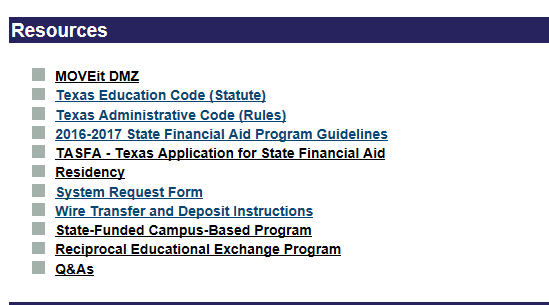 Resources
MOVEit DMZ
Texas Education Code (Statute)
Texas Administrative Code (Rules)
2016-2017 State Financial Aid Program Guidelines
TASFA - Texas Application for State Financial Aid
Residency
System Request Form
Wire Transfer and Deposit Instructions
State-Funded Campus-Based Program
Reciprocal Educational Exchange Program
Q&As